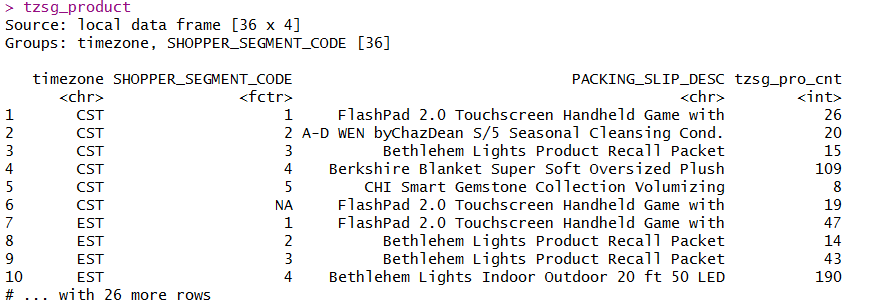 > tzsg_product
Source: local data frame [36 x 4]
Groups: timezone, SHOPPER_SEGMENT_CODE [36]
timezone SHOPPER_SEGMENT_CODE PACKING_SLIP_DESC tzsg_pro_cnt
<chr> <fctr> <chr> <int>
1 CST 1 FlashPad 2.0 Touchscreen Handheld Game with 26
2 CST 2 A-D WEN byChazDean S/5 Seasonal Cleansing Cond. 20
3 CST 3 Bethlehem Lights Product Recall Packet 15
4 CST 4 Berkshire Blanket Super Soft Oversized Plush 109
5 CST 5 CHI Smart Gemstone Collection Volumizing 8
6 CST NA FlashPad 2.0 Touchscreen Handheld Game with 19
7 EST 1 FlashPad 2.0 Touchscreen Handheld Game with 47
8 EST 2 Bethlehem Lights Product Recall Packet 14
9 EST 3 Bethlehem Lights Product Recall Packet 43
10 EST 4 Bethlehem Lights Indoor Outdoor 20 ft 50 LED 190
# ... with 26 more rows